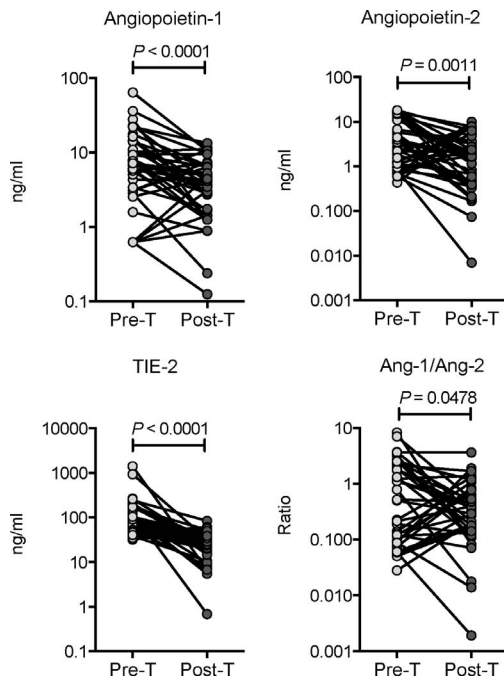 Angiopoietin-1
P < 0.0001
100
10
1
0.1
ng/ml
Pre-T Post-T
Angiopoietin-2
P = 0.0011
100
10
1
0.100
0.010
0.001
ng/ml
Pre-T Post-T
TIE-2
P < 0.0001
10000
1000
100
10
1
0.1
ng/ml
Pre-T Post-T
Ang-1/Ang-2
P = 0.0478
10
1
0.100
0.010
0.001
Ratio
Pre-T Post-T